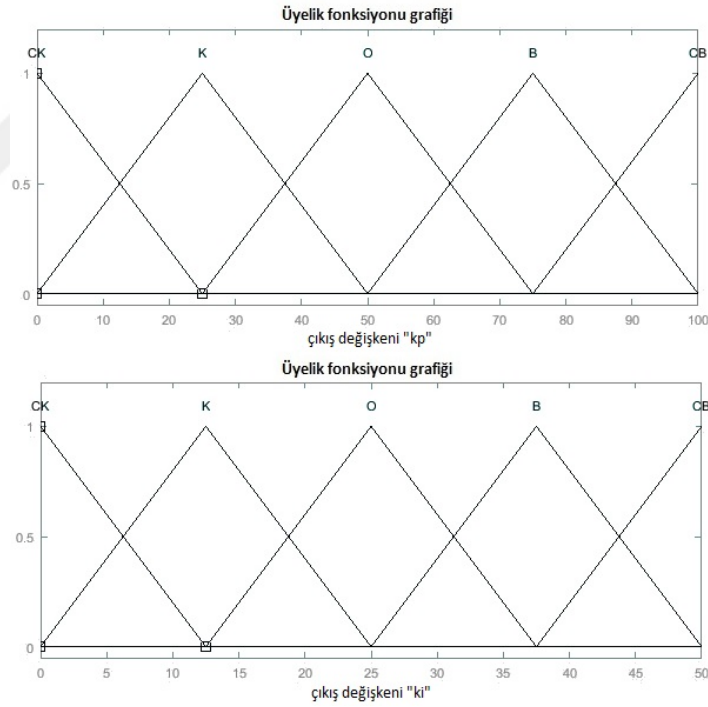 Üyelik fonksiyonu grafiği
CK K O B CB
1
0.5
0
0 10 20 30 40 50 60 70 80 90 100
çıkış değişkeni "kp"
Üyelik fonksiyonu grafiği
CK K O B CB
1
0.5
0
0 5 10 15 20 25 30 35 40 45 50
çıkış değişkeni "ki"